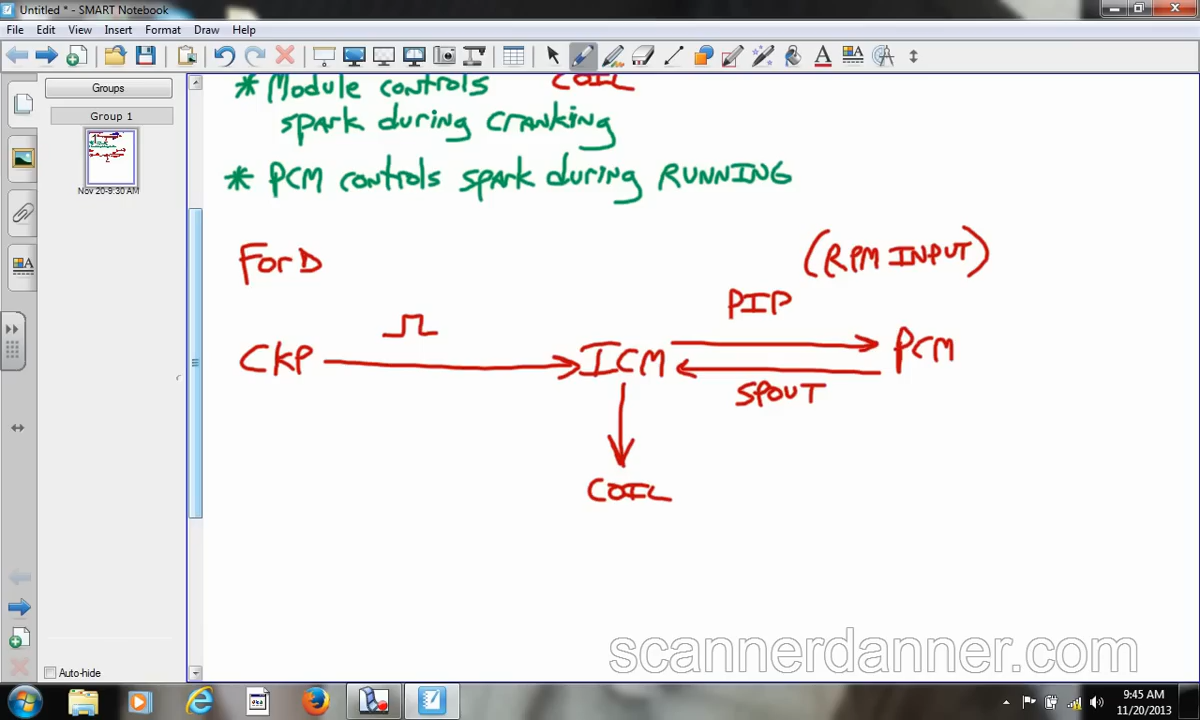 Untitled * - SMART Notebook
File Edit View Insert Format Draw Help
Groups
Group 1
Nov 20-9:30 AM
Auto-hide
COIL
* Module controls
spark during cranking
* PCM controls spark during RUNNING
ForD
(RPM INPUT)
PIP
CKP ICM PCM
SPOUT
COIL
scannerdanner.com
9:45 AM
11/20/2013